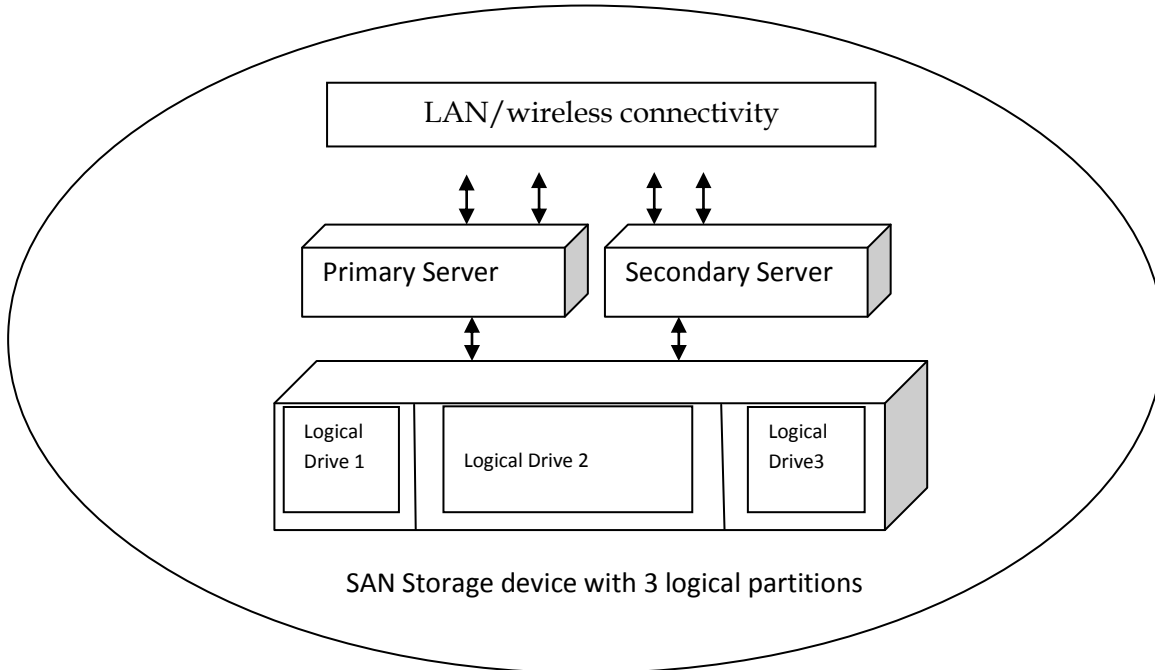 LAN/wireless connectivity
Primary Server
Secondary Server
Logical
Drive 1
Logical Drive 2
Logical
Drive3
SAN Storage device with 3 logical partitions